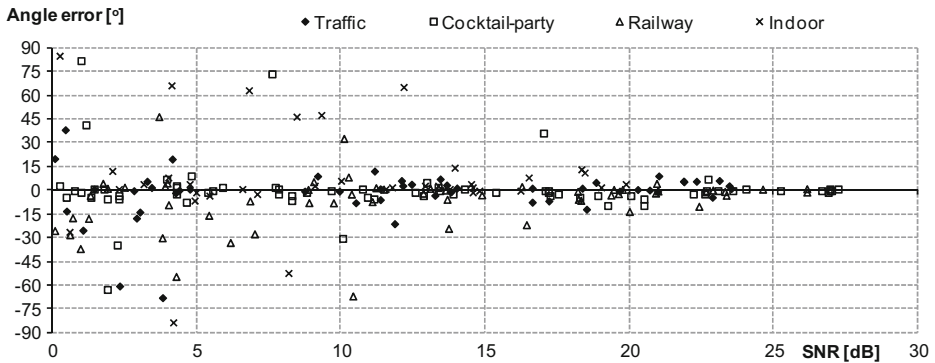 Angle error [°]
Traffic
Cocktail-party
Railway
Indoor
90
75
60
45
30
15
0
-15
-30
-45
-60
-75
-90
0 5 10 15 20 25 30
SNR [dB]